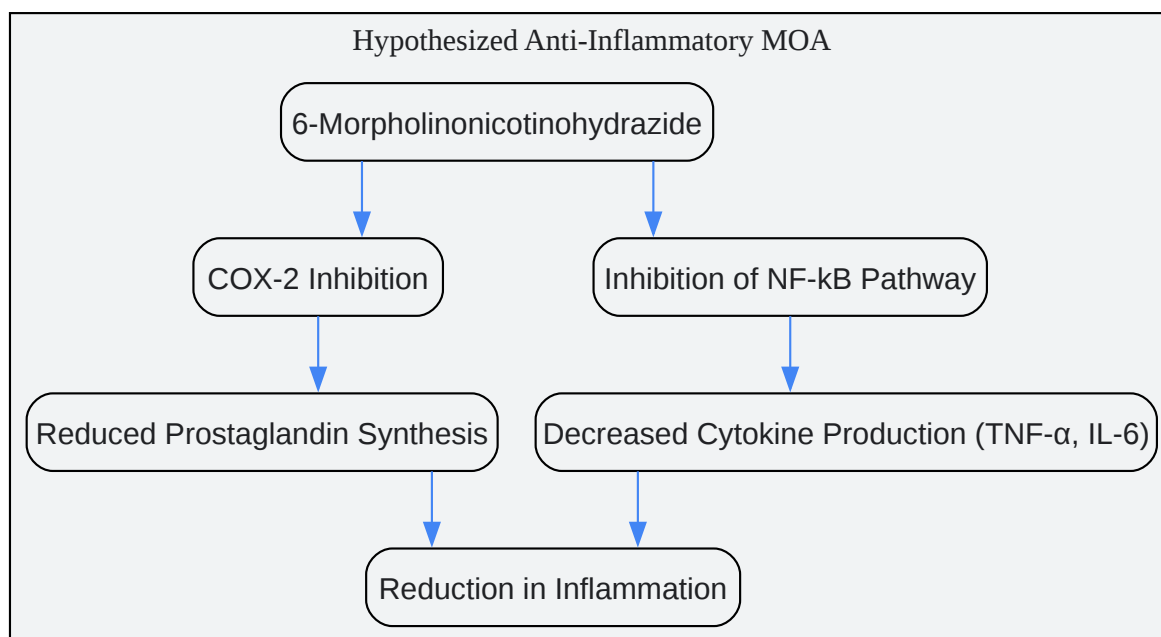 Hypothesized Anti-Inflammatory MOA
6-Morpholinonicotinohydrazide
COX-2 Inhibition
Inhibition of NF-kB Pathway
Reduced Prostaglandin Synthesis
Decreased Cytokine Production (TNF-α, IL-6)
Reduction in Inflammation